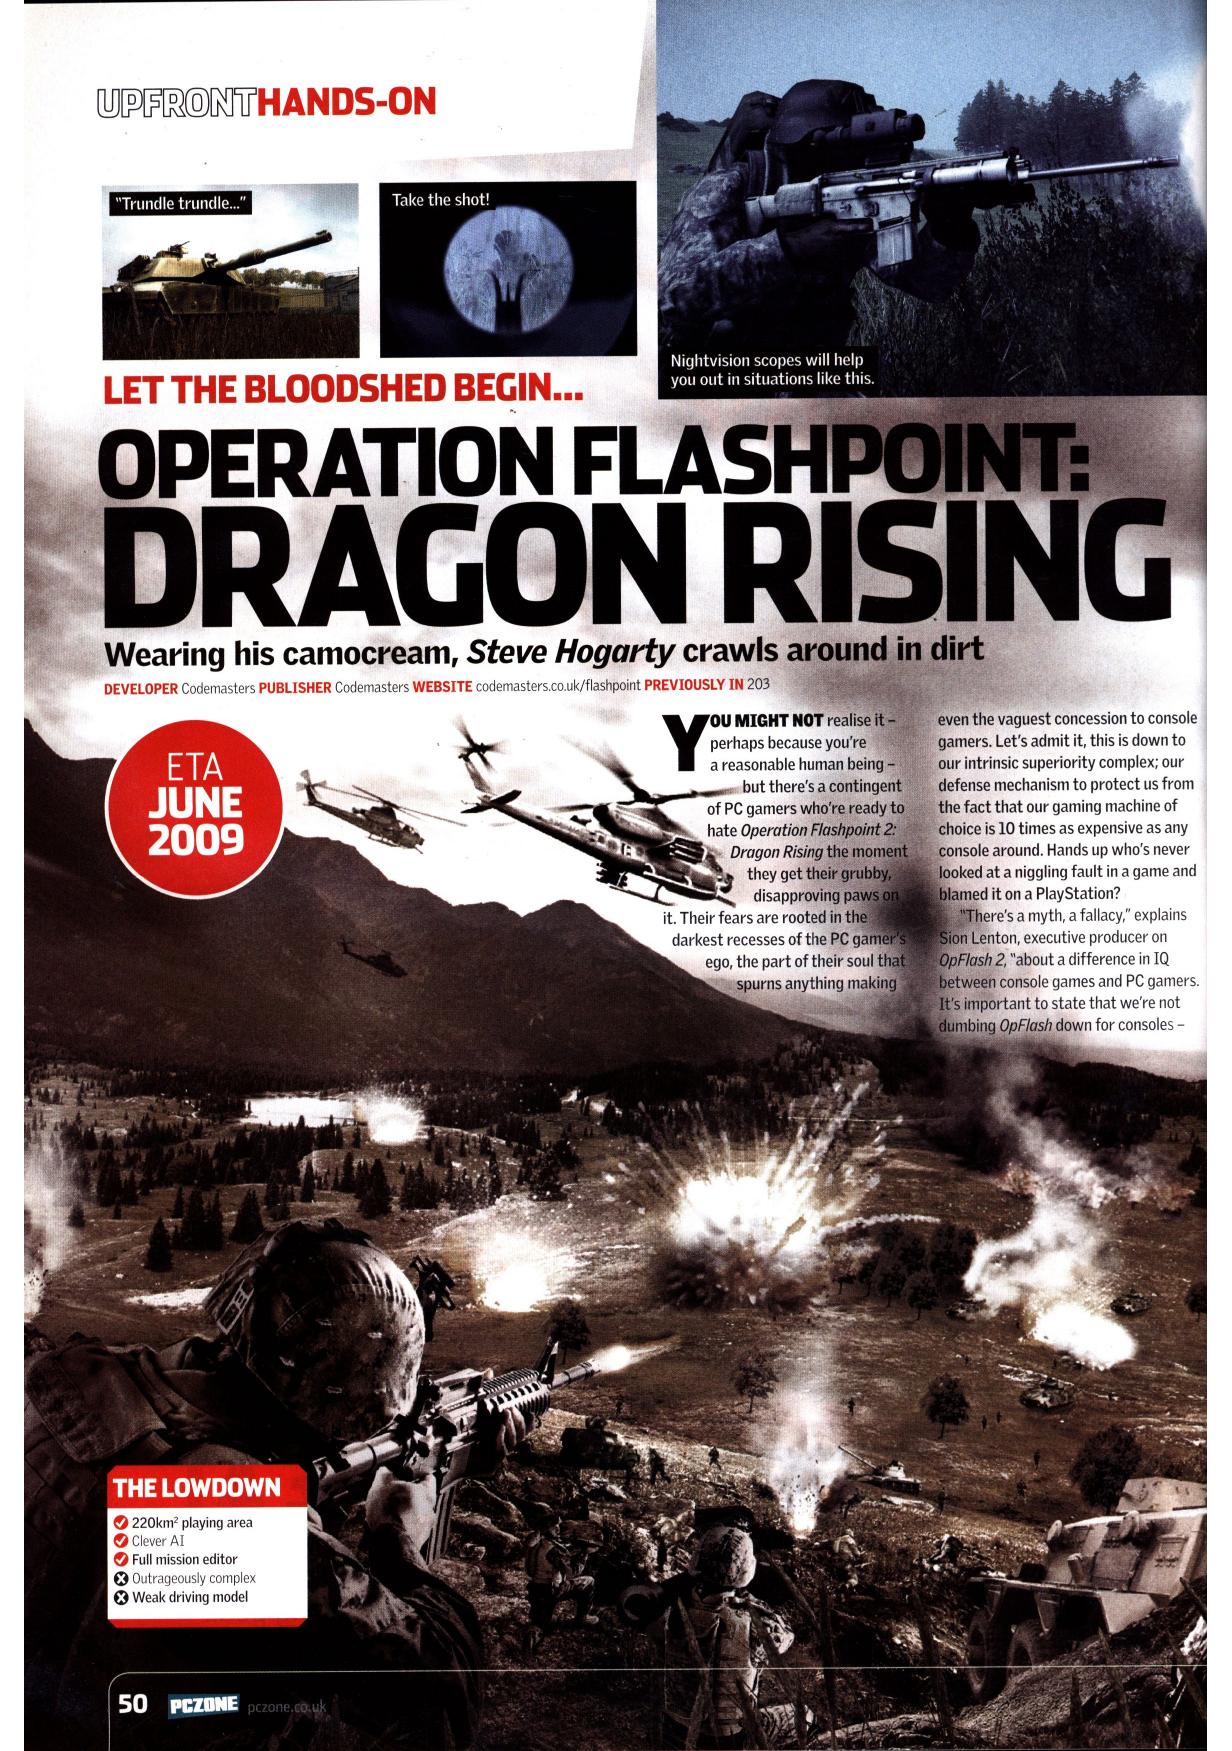 UPFRONTHANDS-ON
"Trundle trundle..."
Take the shot!
Nightvision scopes will help
you out in situations like this.
LET THE BLOODSHED BEGIN...
OPERATION FLASHPOINT:
DRAGON RISING
Wearing his camocream, Steve Hogarty crawls around in dirt
DEVELOPER Codemasters PUBLISHER Codemasters WEBSITE codemasters.co.uk/flashpoint PREVIOUSLY IN 203
ETA
JUNE
2009
YOU MIGHT NOT realise it –
perhaps because you're
a reasonable human being –
but there's a contingent
of PC gamers who're ready to
hate Operation Flashpoint 2:
Dragon Rising the moment
they get their grubby,
disapproving paws on
it. Their fears are rooted in the
darkest recesses of the PC gamer's
ego, the part of their soul that
spurns anything making
even the vaguest concession to console
gamers. Let's admit it, this is down to
our intrinsic superiority complex; our
defense mechanism to protect us from
the fact that our gaming machine of
choice is 10 times as expensive as any
console around. Hands up who's never
looked at a niggling fault in a game and
blamed it on a PlayStation?
"There's a myth, a fallacy," explains
Sion Lenton, executive producer on
OpFlash 2, "about a difference in IQ
between console games and PC gamers.
It's important to state that we're not
dumbing OpFlash down for consoles –
THE LOWDOWN
220km² playing area
Clever AI
Full mission editor
Outrageously complex
Weak driving model
50 PCZONE pczone.co.uk